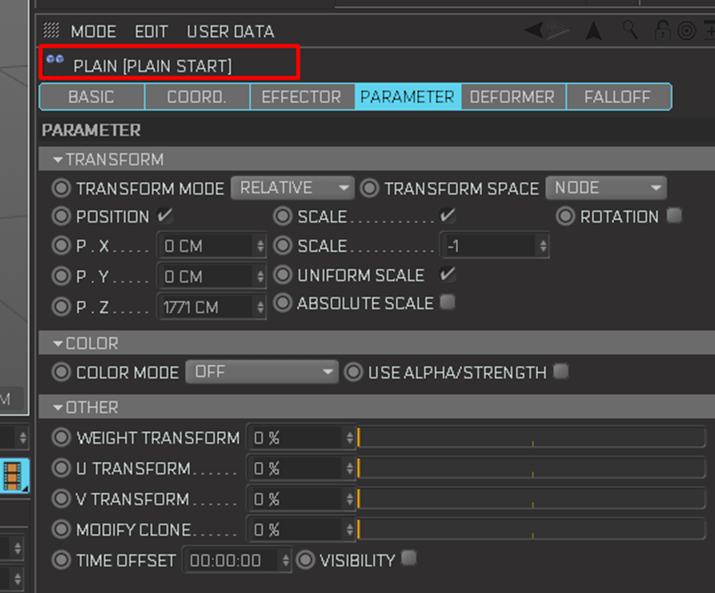 MODE EDIT USER DATA
PLAIN [PLAIN START]
BASIC COORD. EFFECTOR PARAMETER DEFORMER FALLOFF
PARAMETER
TRANSFORM
TRANSFORM MODE RELATIVE TRANSFORM SPACE NODE
POSITION SCALE........... ROTATION
P . X..... 0 CM SCALE........... -1
P . Y..... 0 CM UNIFORM SCALE
P . Z..... 1771 CM ABSOLUTE SCALE
M
COLOR
COLOR MODE OFF USE ALPHA/STRENGTH
OTHER
WEIGHT TRANSFORM 0 %
U TRANSFORM...... 0 %
V TRANSFORM...... 0 %
MODIFY CLONE...... 0 %
TIME OFFSET 00:00:00 VISIBILITY